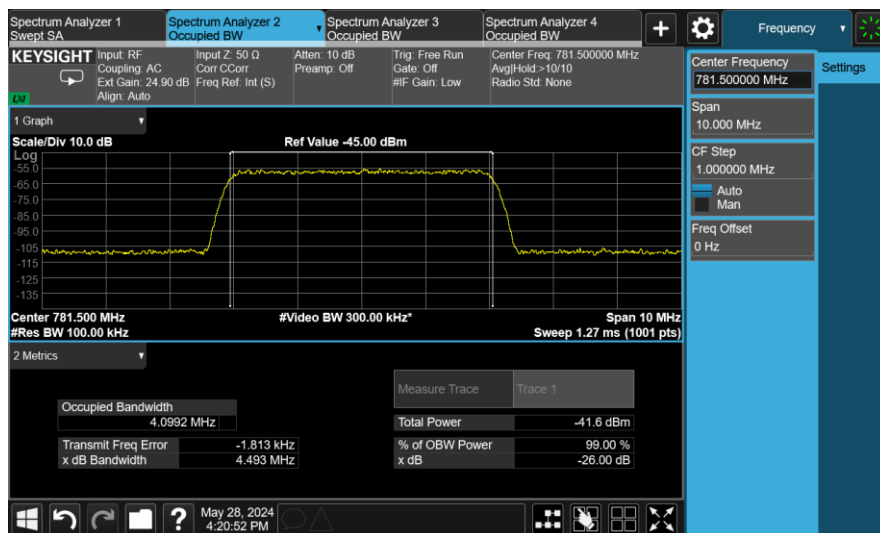 Spectrum Analyzer 1
Swept SA
Spectrum Analyzer 2
Occupied BW
Spectrum Analyzer 3
Occupied BW
Spectrum Analyzer 4
Occupied BW
+
Frequency
KEYSIGHT
LXI
Input: RF
Coupling: AC
Ext Gain: 24.90 dB
Align: Auto
Input Z: 50 Ω
Corr CCorr
Freq Ref: Int (S)
Atten: 10 dB
Preamp: Off
Trig: Free Run
Gate: Off
#IF Gain: Low
Center Freq: 781.500000 MHz
Avg|Hold:>10/10
Radio Std: None
Center Frequency
781.500000 MHz
Settings
Span
10.000 MHz
CF Step
1.000000 MHz
Auto
Man
Freq Offset
0 Hz
1 Graph
Scale/Div 10.0 dB
Ref Value -45.00 dBm
Log
-55.0
-65.0
-75.0
-85.0
-95.0
-105
-115
-125
-135
Center 781.500 MHz
#Video BW 300.00 kHz*
Span 10 MHz
#Res BW 100.00 kHz
Sweep 1.27 ms (1001 pts)
2 Metrics
Measure Trace
Trace 1
Occupied Bandwidth
4.0992 MHz
Total Power
-41.6 dBm
Transmit Freq Error
-1.813 kHz
% of OBW Power
99.00 %
x dB Bandwidth
4.493 MHz
x dB
-26.00 dB
?
May 28, 2024
4:20:52 PM